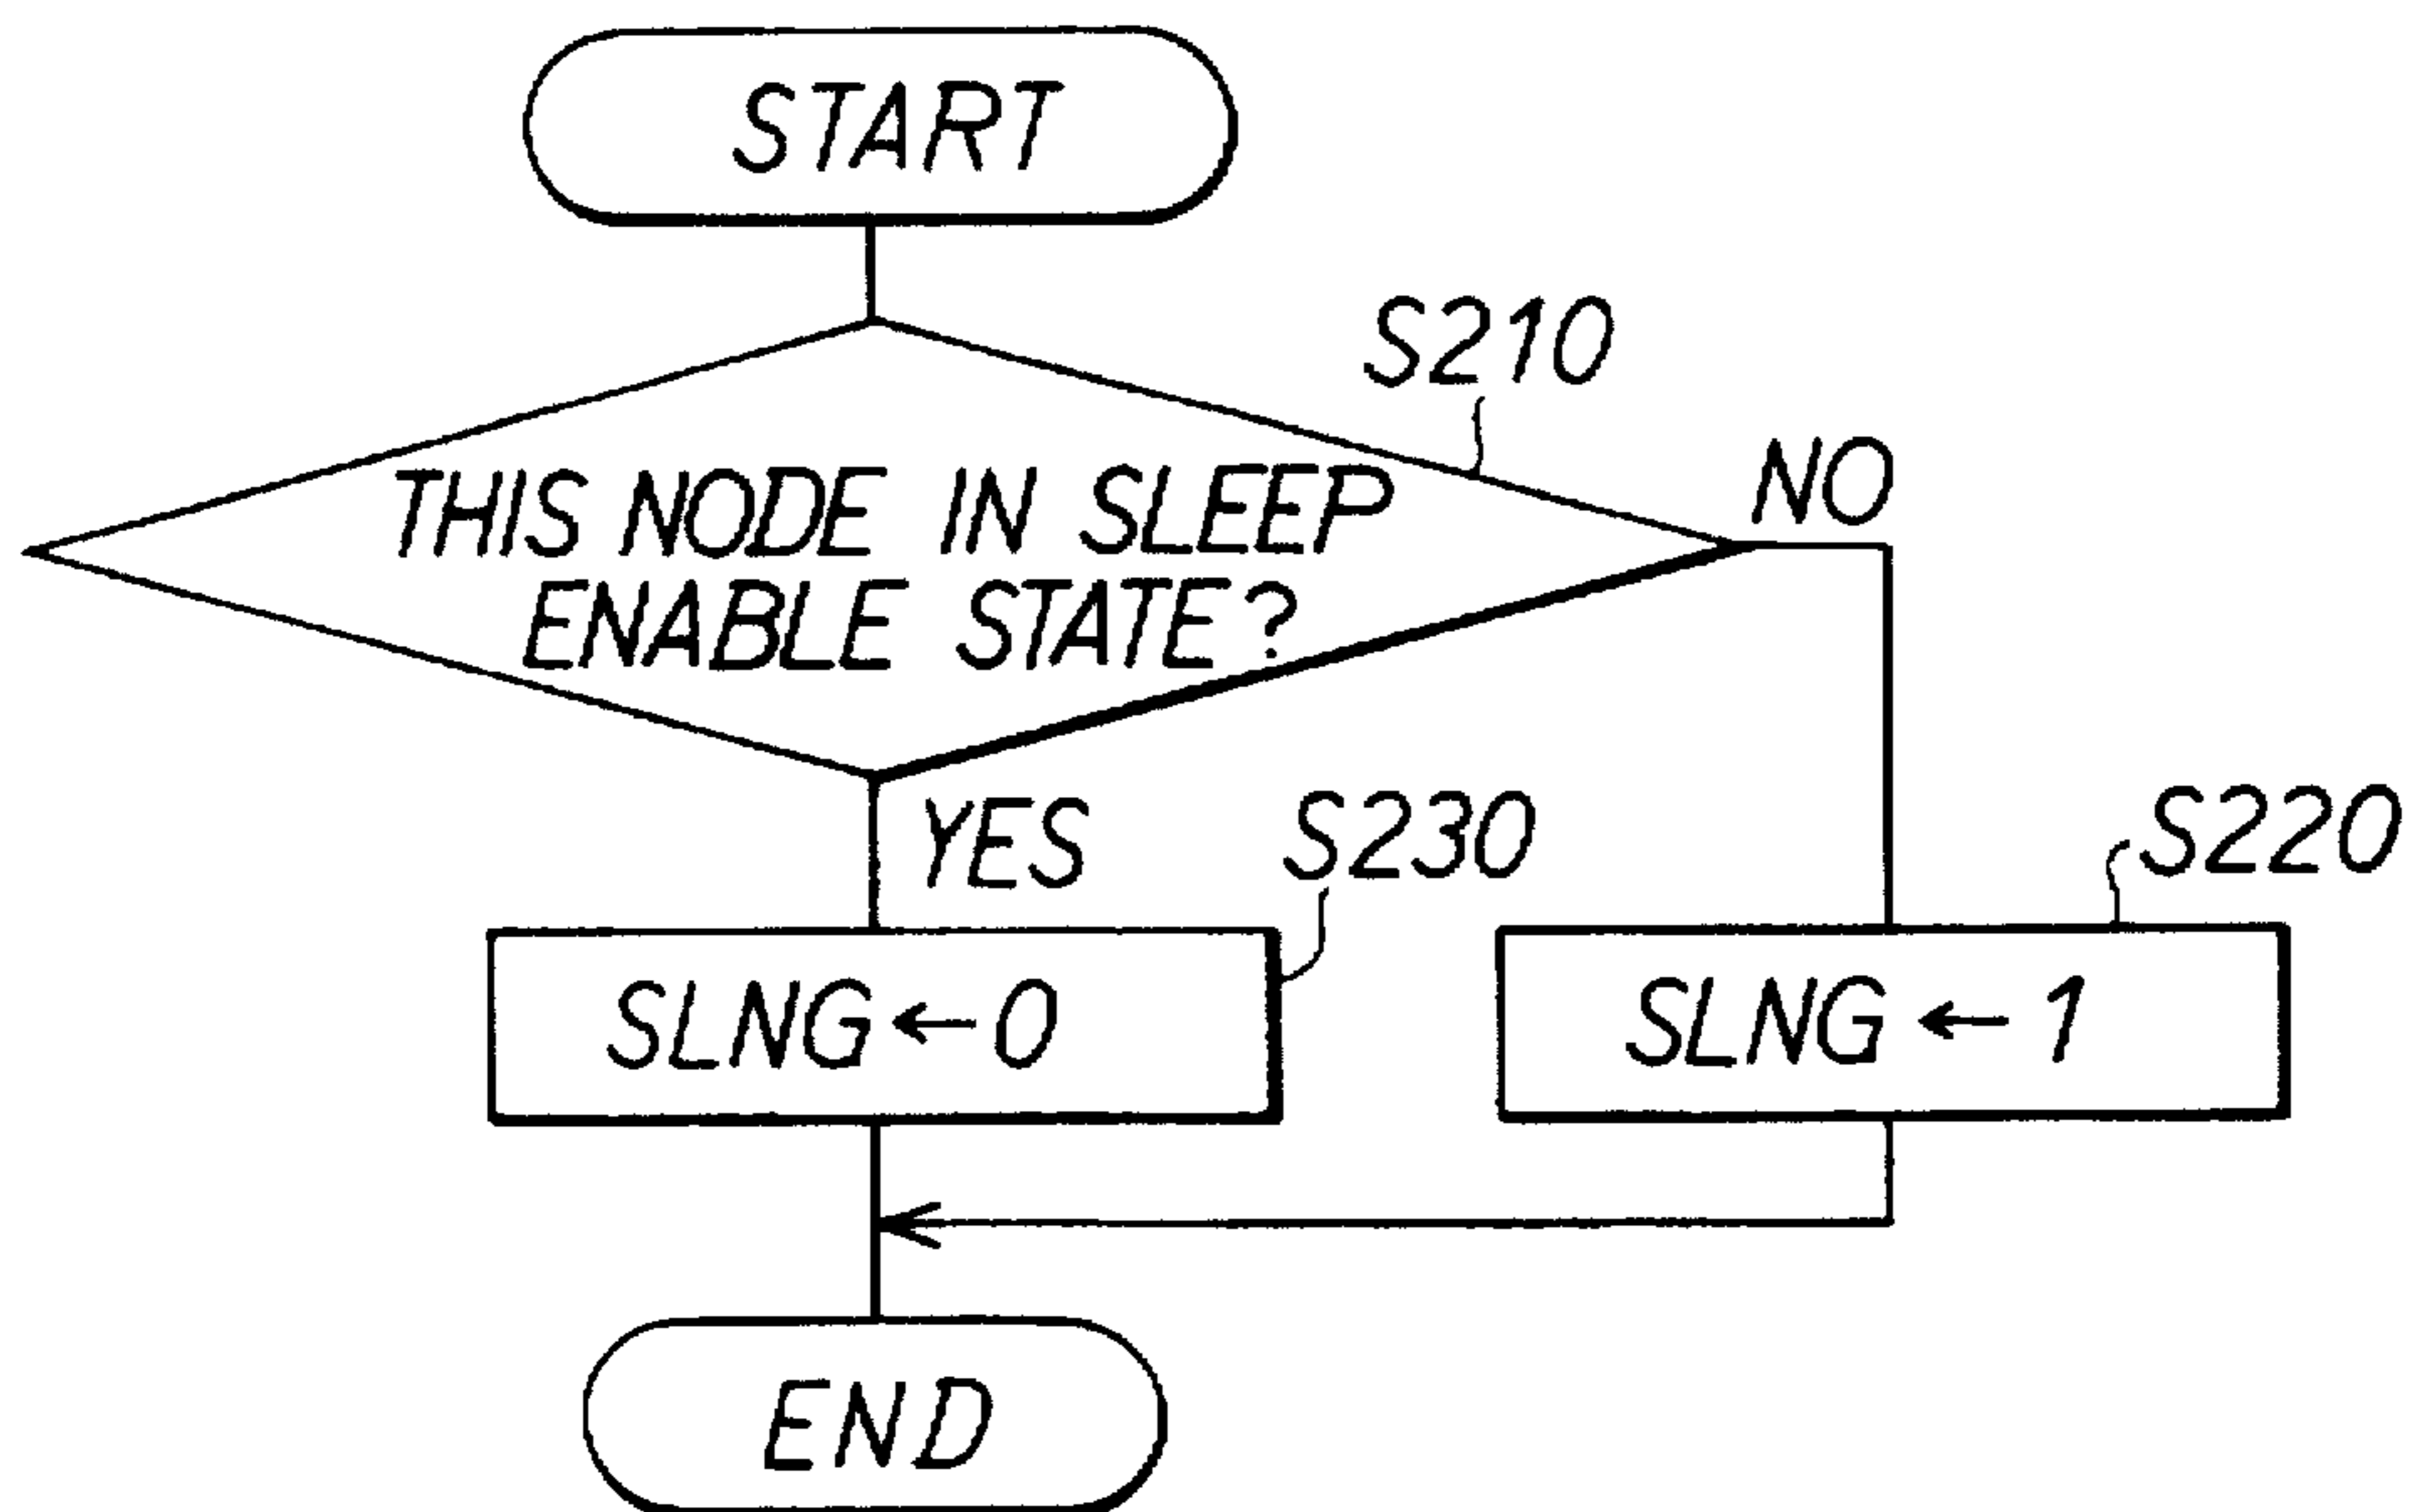 START
S210
THIS NODE IN SLEEP
ENABLE STATE?
NO
YES
S230
S220
SLNG ← 0
SLNG ← 1
END